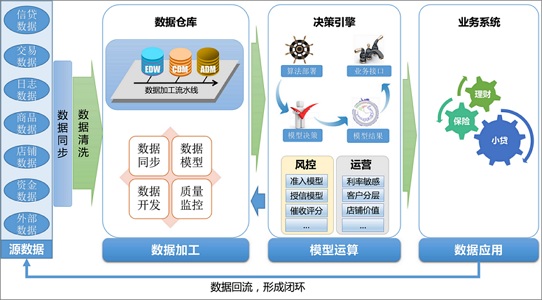 信贷
数据
交易
数据
日志
数据
商品
数据
店铺
数据
资金
数据
外部
数据
源数据
数据同步
数据清洗
数据仓库
EDW
CDM
ADM
数据加工流水线
数据
同步
数据
模型
数据
开发
质量
监控
数据加工
决策引擎
算法部署
业务接口
模型决策
模型结果
风控
准入模型
授信模型
催收评分
...
运营
利率敏感
客户分层
店铺价值
...
模型运算
业务系统
理财
保险
小贷
数据应用
数据回流，形成闭环